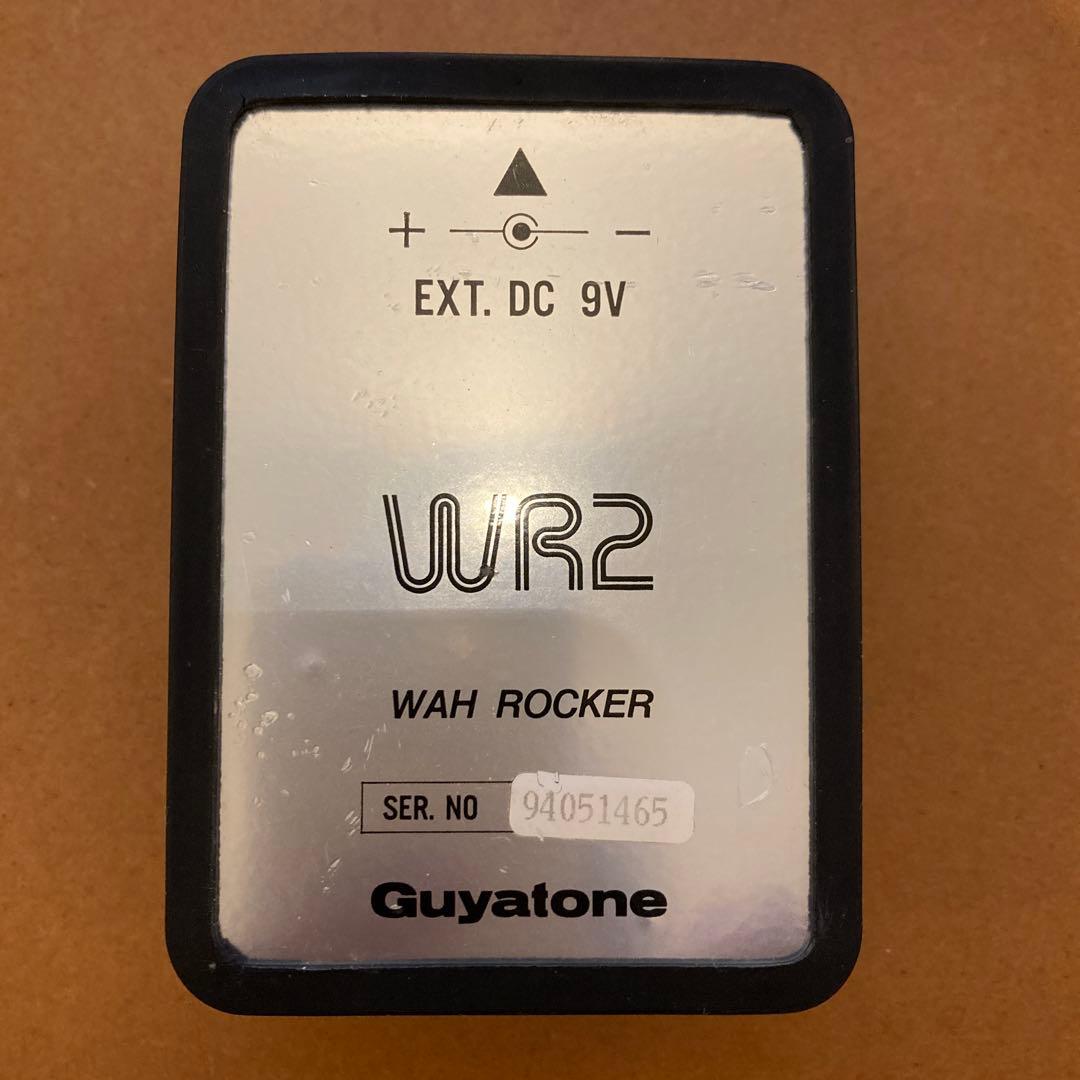 + −
EXT. DC 9V
WR2
WAH ROCKER
SER. NO 94051465
Guyatone